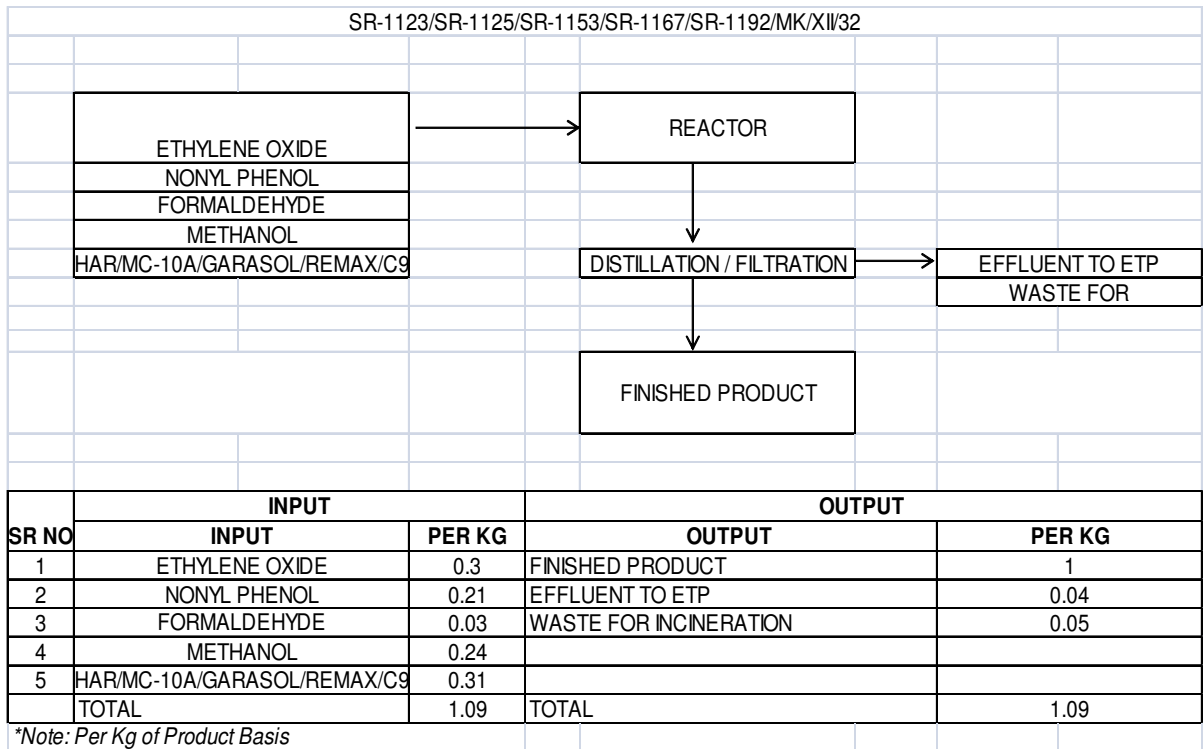 SR-1123/SR-1125/SR-1153/SR-1167/SR-1192/MK/XII/32
ETHYLENE OXIDE
NONYL PHENOL
FORMALDEHYDE
METHANOL
HAR/MC-10A/GARASOL/REMAX/C9
REACTOR
DISTILLATION / FILTRATION
EFFLUENT TO ETP
WASTE FOR
FINISHED PRODUCT
INPUT OUTPUT
SR NO INPUT PER KG OUTPUT PER KG
1 ETHYLENE OXIDE 0.3 FINISHED PRODUCT 1
2 NONYL PHENOL 0.21 EFFLUENT TO ETP 0.04
3 FORMALDEHYDE 0.03 WASTE FOR INCINERATION 0.05
4 METHANOL 0.24
5 HAR/MC-10A/GARASOL/REMAX/C9 0.31
TOTAL 1.09 TOTAL 1.09
*Note: Per Kg of Product Basis